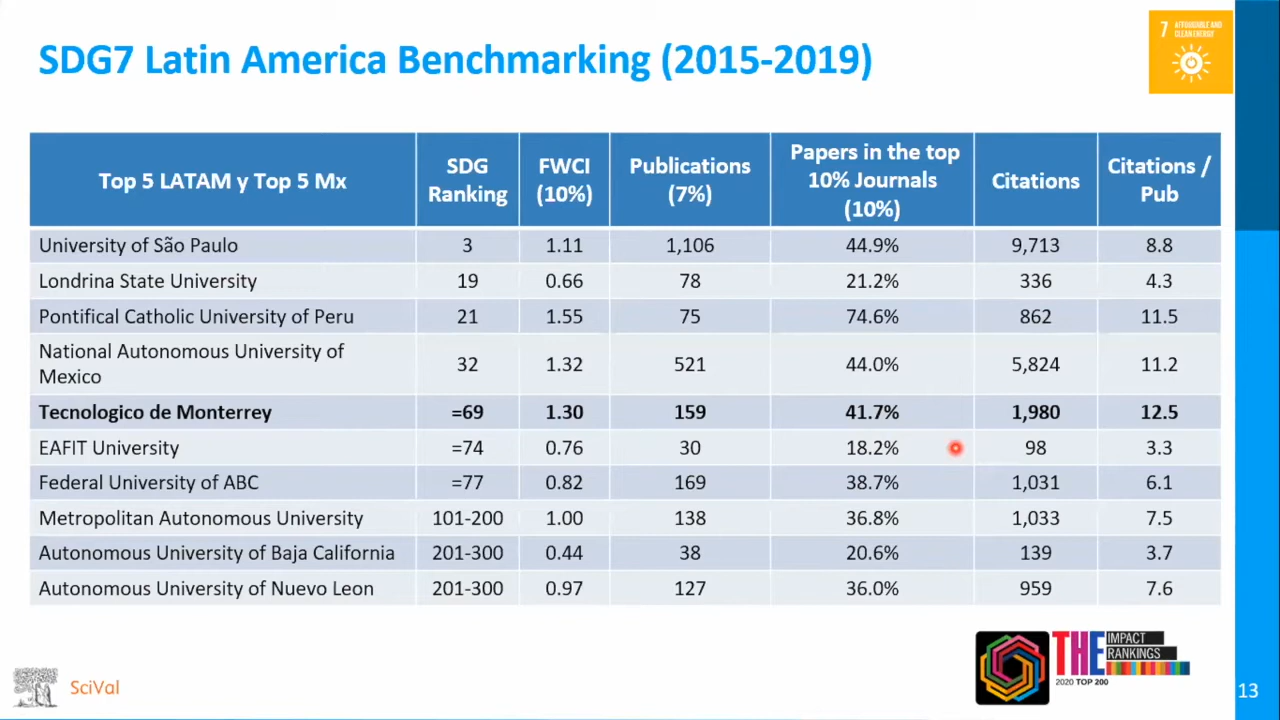 SDG7 Latin America Benchmarking (2015-2019)
7 AFFORDABLE AND
CLEAN ENERGY
Top 5 LATAM y Top 5 Mx
SDG
Ranking
FWCI
(10%)
Publications
(7%)
Papers in the top
10% Journals
(10%)
Citations
Citations /
Pub
University of São Paulo 3 1.11 1,106 44.9% 9,713 8.8
Londrina State University 19 0.66 78 21.2% 336 4.3
Pontifical Catholic University of Peru 21 1.55 75 74.6% 862 11.5
National Autonomous University of
Mexico 32 1.32 521 44.0% 5,824 11.2
Tecnologico de Monterrey =69 1.30 159 41.7% 1,980 12.5
EAFIT University =74 0.76 30 18.2% 98 3.3
Federal University of ABC =77 0.82 169 38.7% 1,031 6.1
Metropolitan Autonomous University 101-200 1.00 138 36.8% 1,033 7.5
Autonomous University of Baja California 201-300 0.44 38 20.6% 139 3.7
Autonomous University of Nuevo Leon 201-300 0.97 127 36.0% 959 7.6
SciVal
THE IMPACT
RANKINGS
2020 TOP 200
13